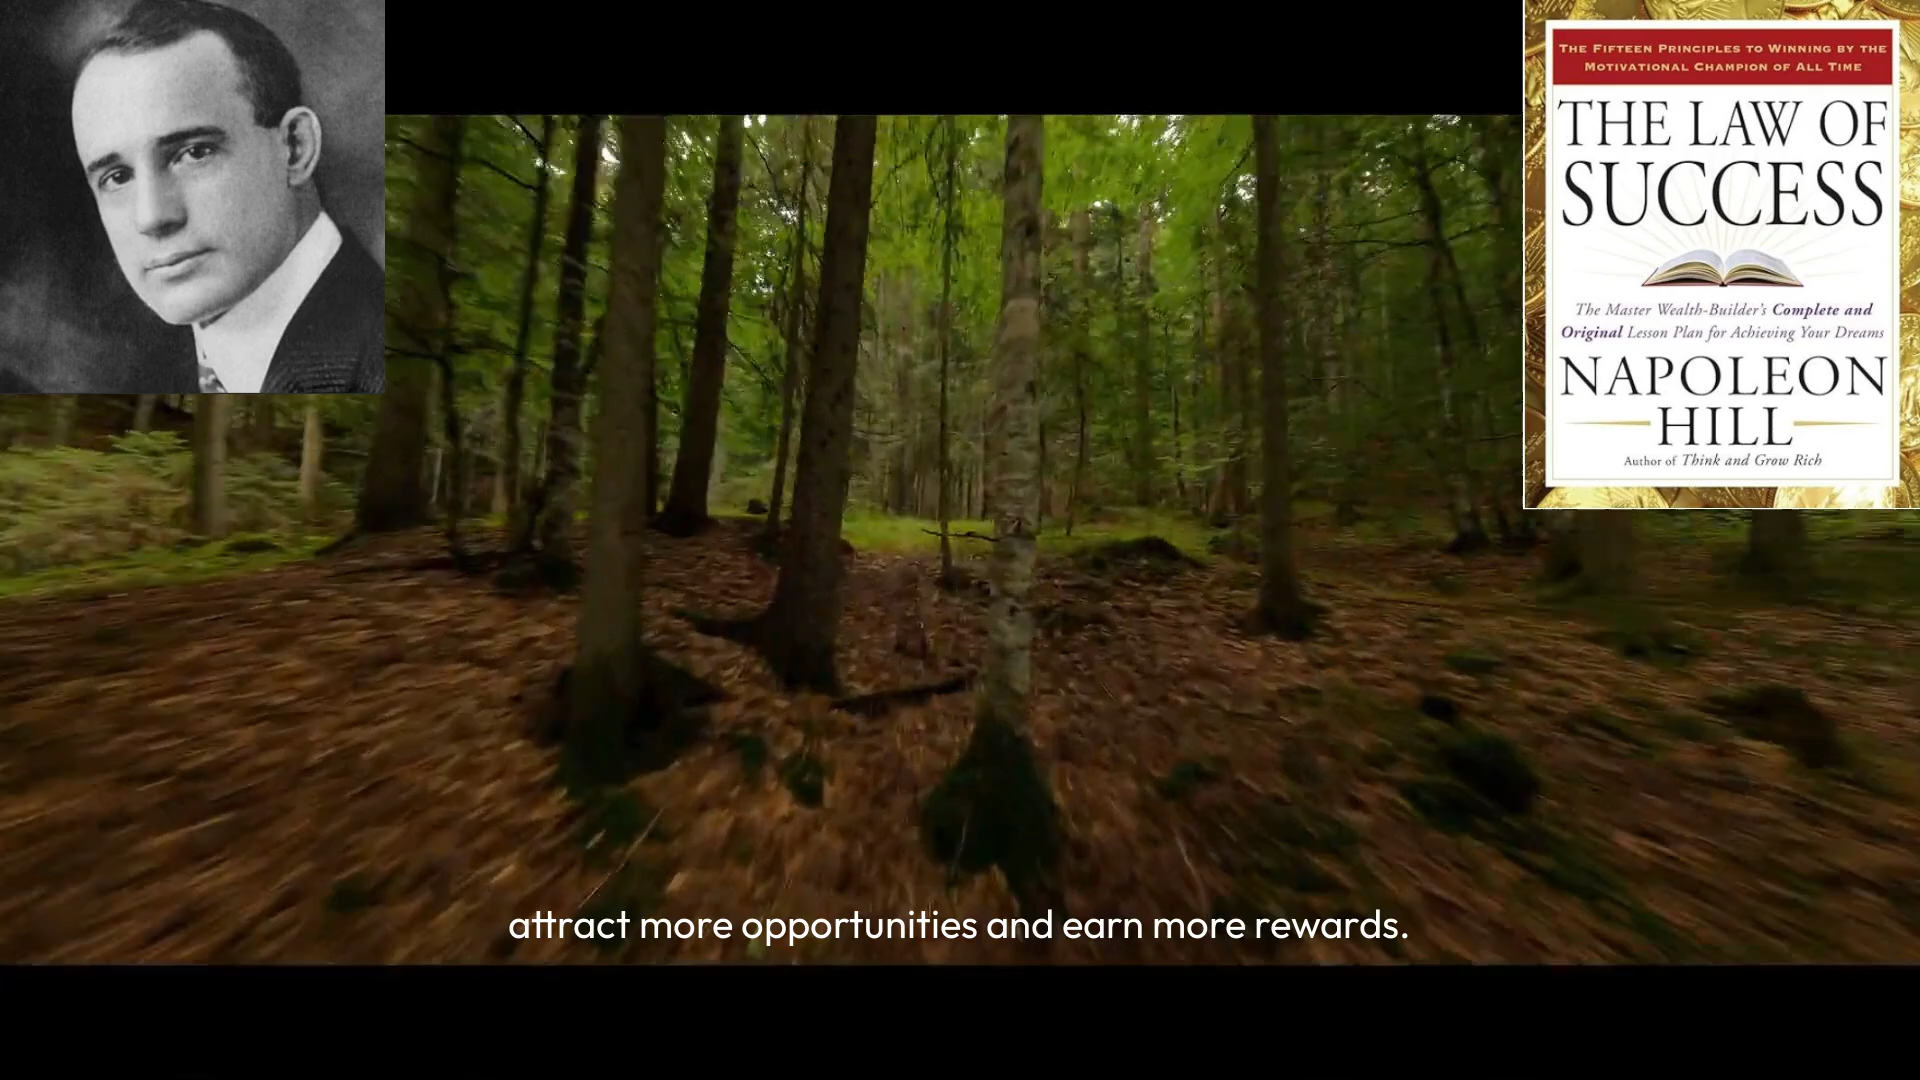 THE FIFTEEN PRINCIPLES TO WINNING BY THE
MOTIVATIONAL CHAMPION OF ALL TIME
THE LAW OF
SUCCESS
The Master Wealth-Builder's Complete and
Original Lesson Plan for Achieving Your Dreams
NAPOLEON
HILL
Author of Think and Grow Rich
attract more opportunities and earn more rewards.